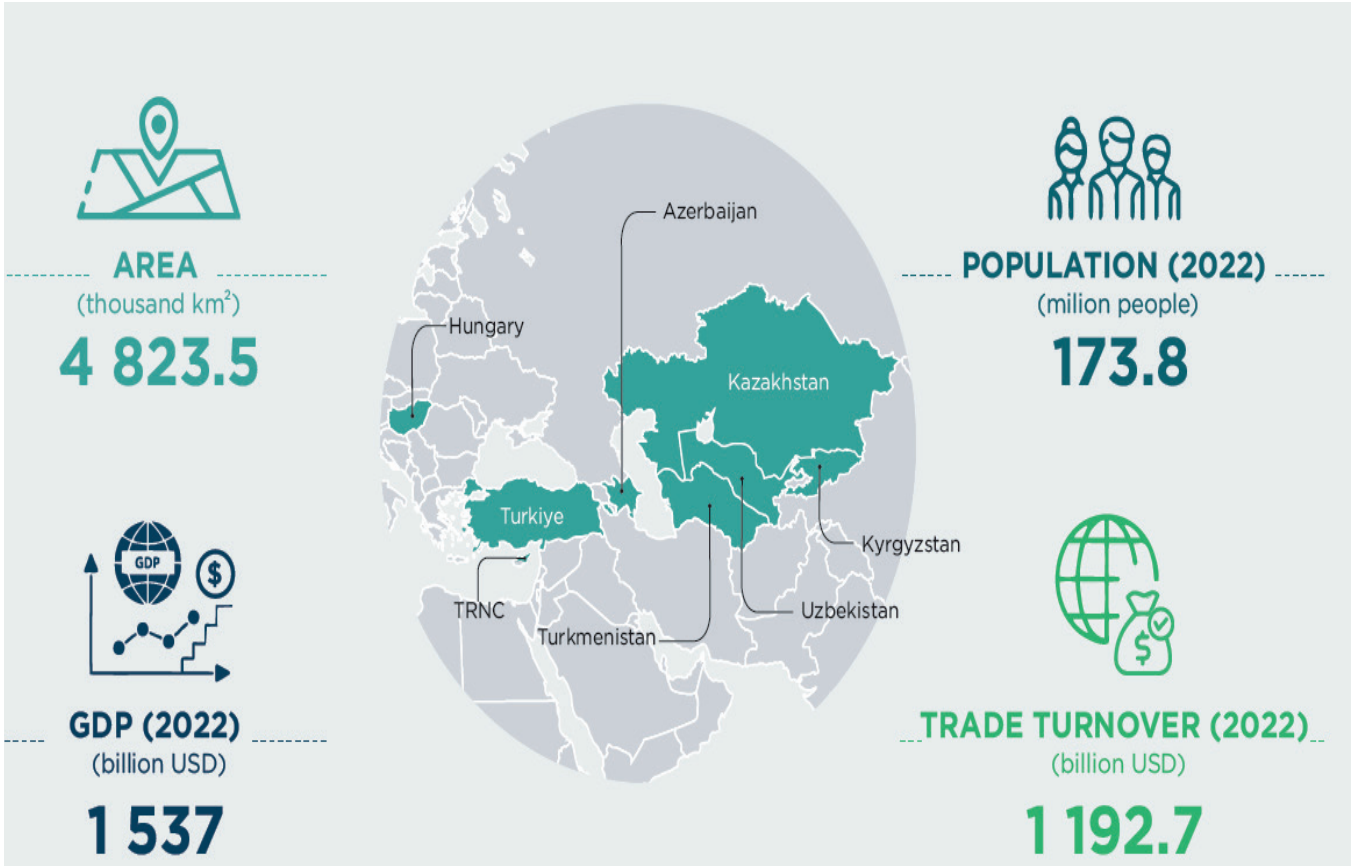 AREA
(thousand km²)
4 823.5
GDP
$
GDP (2022)
(billion USD)
1 537
Azerbaijan
Hungary
Kazakhstan
Turkiye
Kyrgyzstan
TRNC
Uzbekistan
Turkmenistan
POPULATION (2022)
(milion people)
173.8
$
TRADE TURNOVER (2022)
(billion USD)
1 192.7